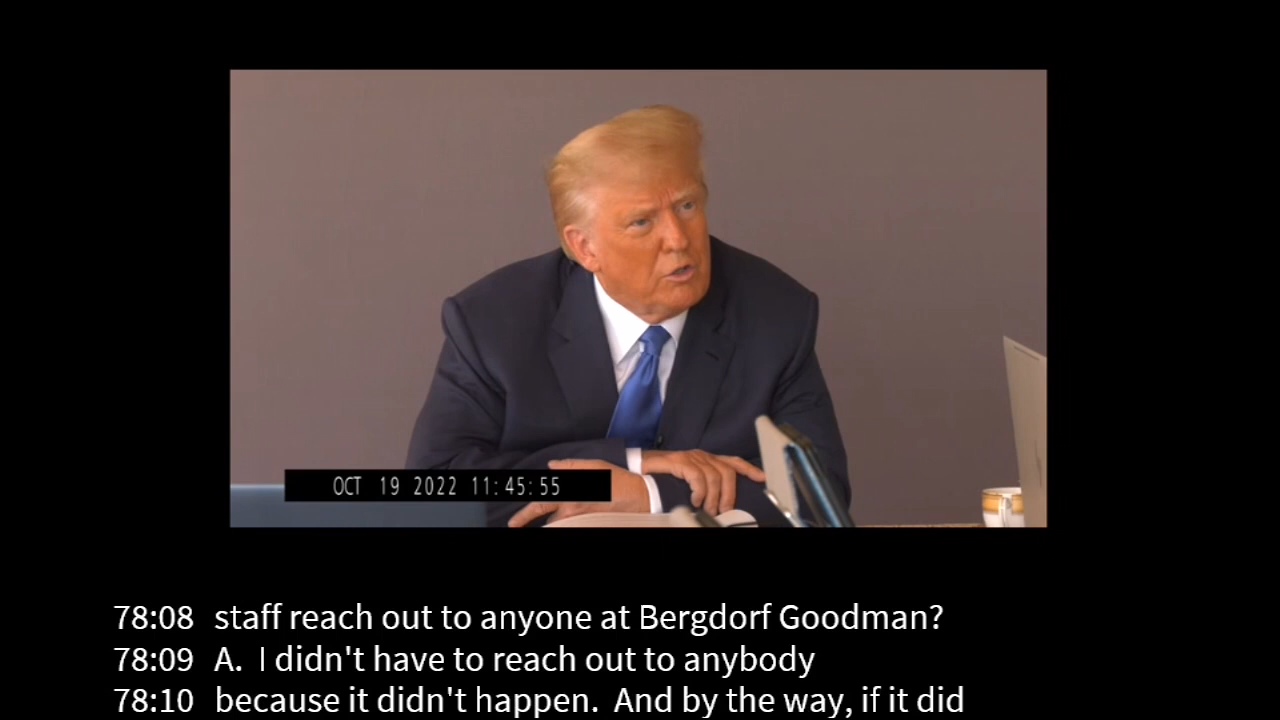 OCT 19 2022 11:45:55
78:08 staff reach out to anyone at Bergdorf Goodman?
78:09 A. I didn't have to reach out to anybody
78:10 because it didn't happen. And by the way, if it did